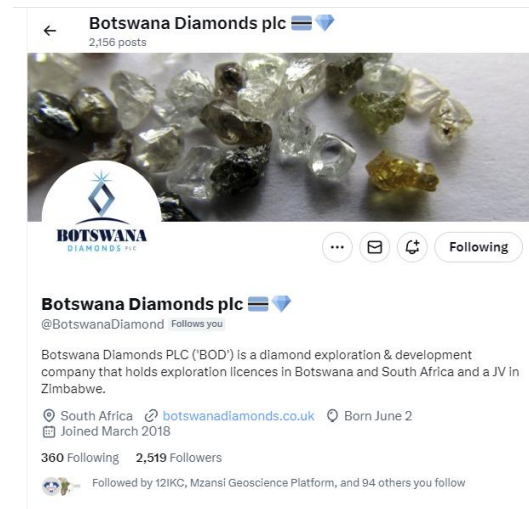 Botswana Diamonds plc 🇧🇼💎
2,156 posts
BOTSWANA
DIAMONDS PLC
Following
Botswana Diamonds plc 🇧🇼💎
@BotswanaDiamond Follows you
Botswana Diamonds PLC ('BOD') is a diamond exploration & development
company that holds exploration licences in Botswana and South Africa and a JV in
Zimbabwe.
South Africa botswanadiamonds.co.uk Born June 2
Joined March 2018
360 Following 2,519 Followers
Followed by 12IKC, Mzansi Geoscience Platform, and 94 others you follow